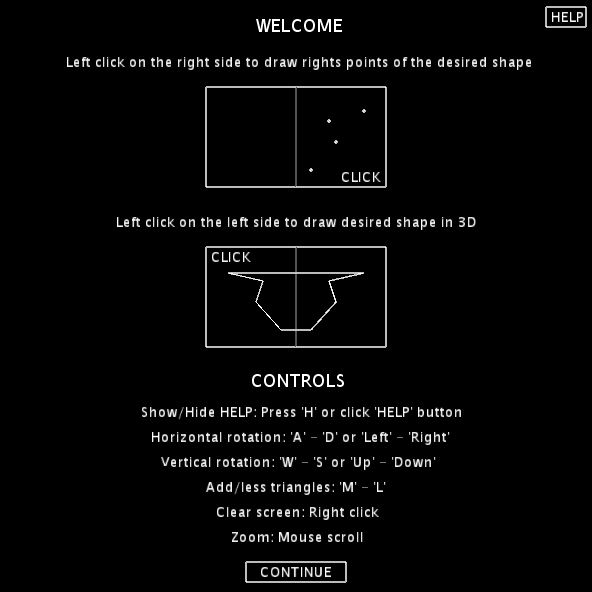 WELCOME
HELP
Left click on the right side to draw rights points of the desired shape
CLICK
Left click on the left side to draw desired shape in 3D
CLICK
CONTROLS
Show/Hide HELP: Press 'H' or click 'HELP' button
Horizontal rotation: 'A' - 'D' or 'Left' - 'Right'
Vertical rotation: 'W' - 'S' or 'Up' - 'Down'
Add/less triangles: 'M' - 'L'
Clear screen: Right click
Zoom: Mouse scroll
CONTINUE